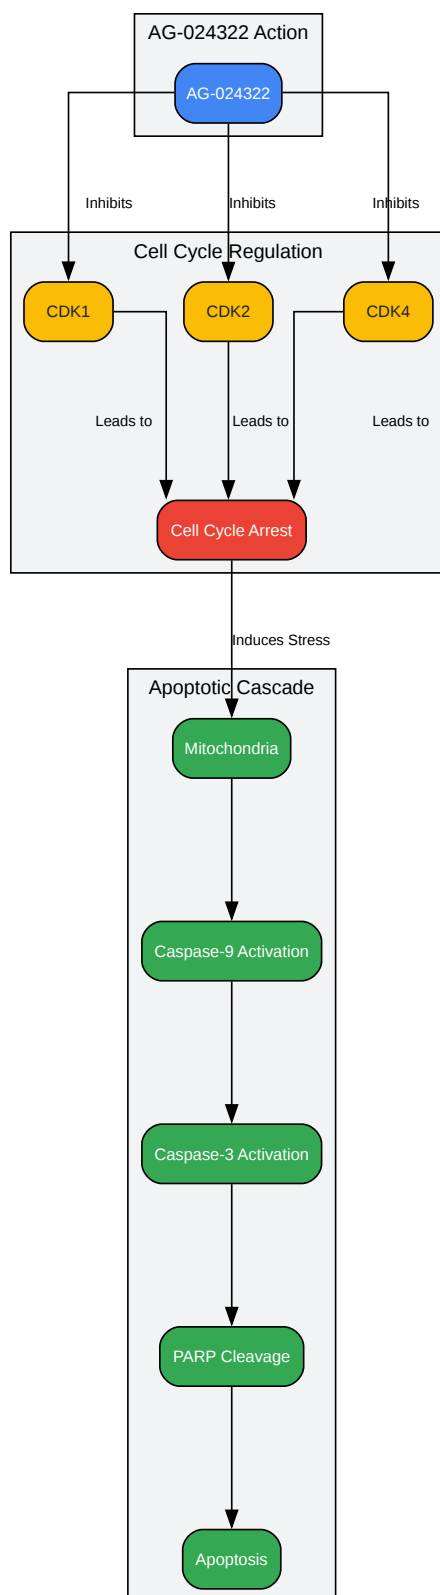 AG-024322 Action
AG-024322
Inhibits
Inhibits
Inhibits
Cell Cycle Regulation
CDK1
CDK2
CDK4
Leads to
Leads to
Leads to
Cell Cycle Arrest
Induces Stress
Apoptotic Cascade
Mitochondria
Caspase-9 Activation
Caspase-3 Activation
PARP Cleavage
Apoptosis